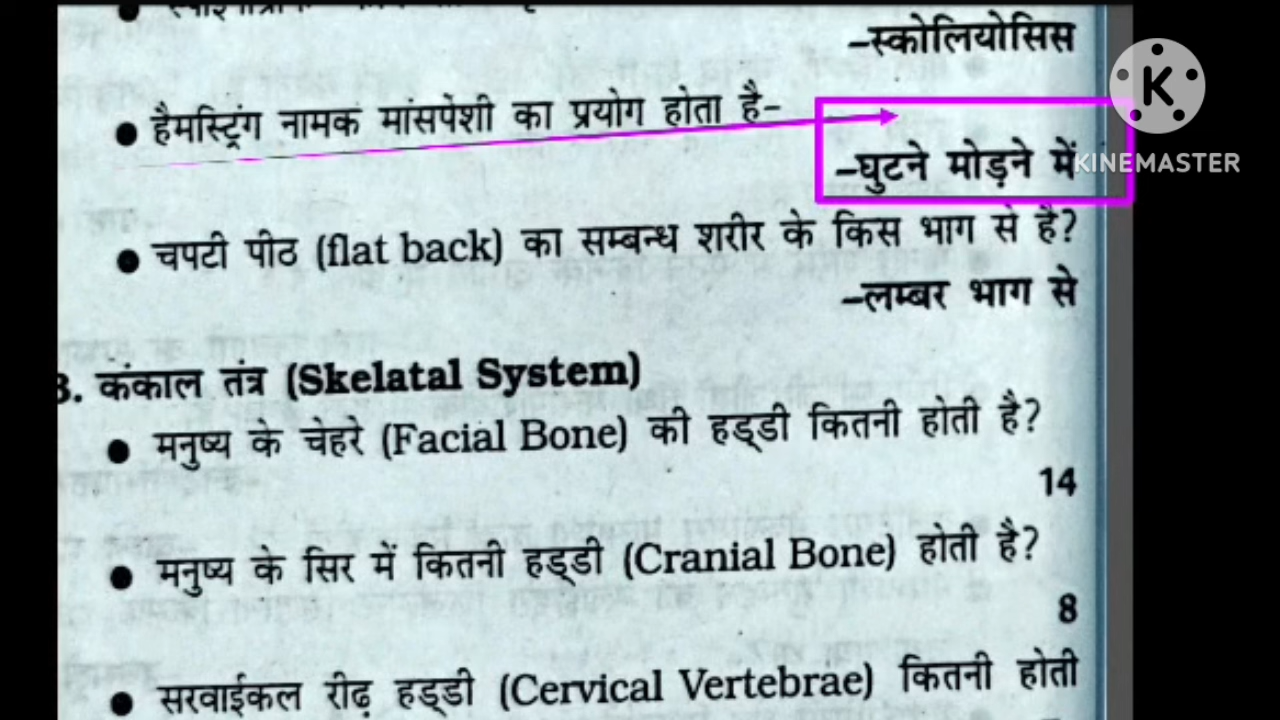 –स्कोलियोसिस
● हैमस्ट्रिंग नामक मांसपेशी का प्रयोग होता है–
–घुटने मोड़ने में
K
KINEMASTER
● चपटी पीठ (flat back) का सम्बन्ध शरीर के किस भाग से है?
–लम्बर भाग से
3. कंकाल तंत्र (Skelatal System)
● मनुष्य के चेहरे (Facial Bone) की हड्डी कितनी होती है?
14
● मनुष्य के सिर में कितनी हड्डी (Cranial Bone) होती है?
8
● सरवाईकल रीढ़ हड्डी (Cervical Vertebrae) कितनी होती